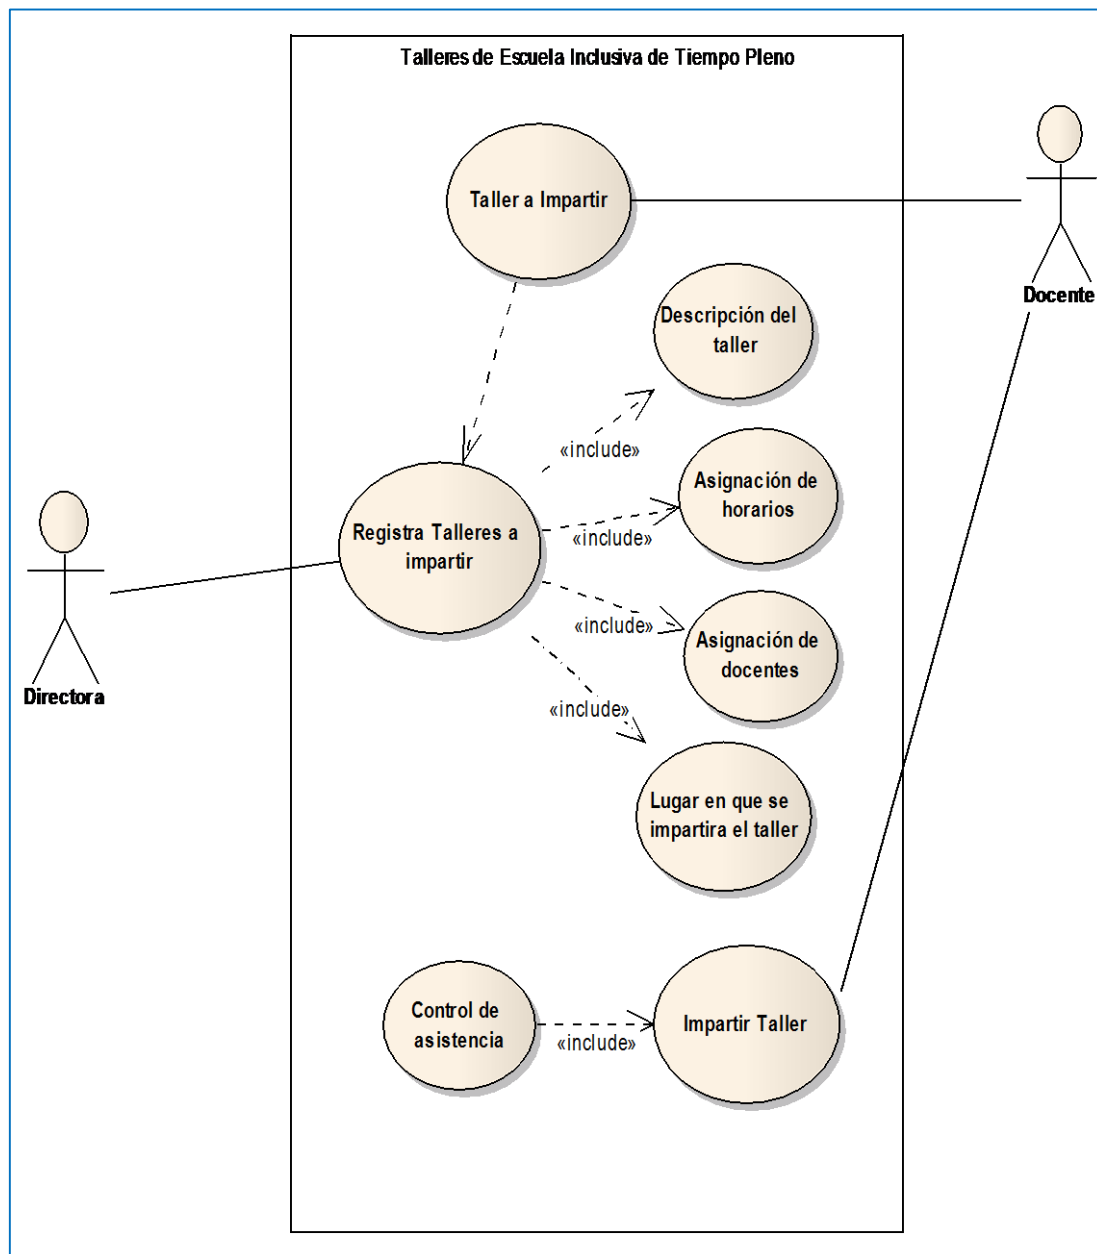 Talleres de Escuela Inclusiva de Tiempo Pleno
Taller a Impartir
Docente
Descripción del
taller
«include»
Asignación de
horarios
«include»
Registra Talleres a
impartir
Asignación de
docentes
«include»
Directora
«include»
Lugar en que se
impartira el taller
Control de
asistencia
«include»
Impartir Taller